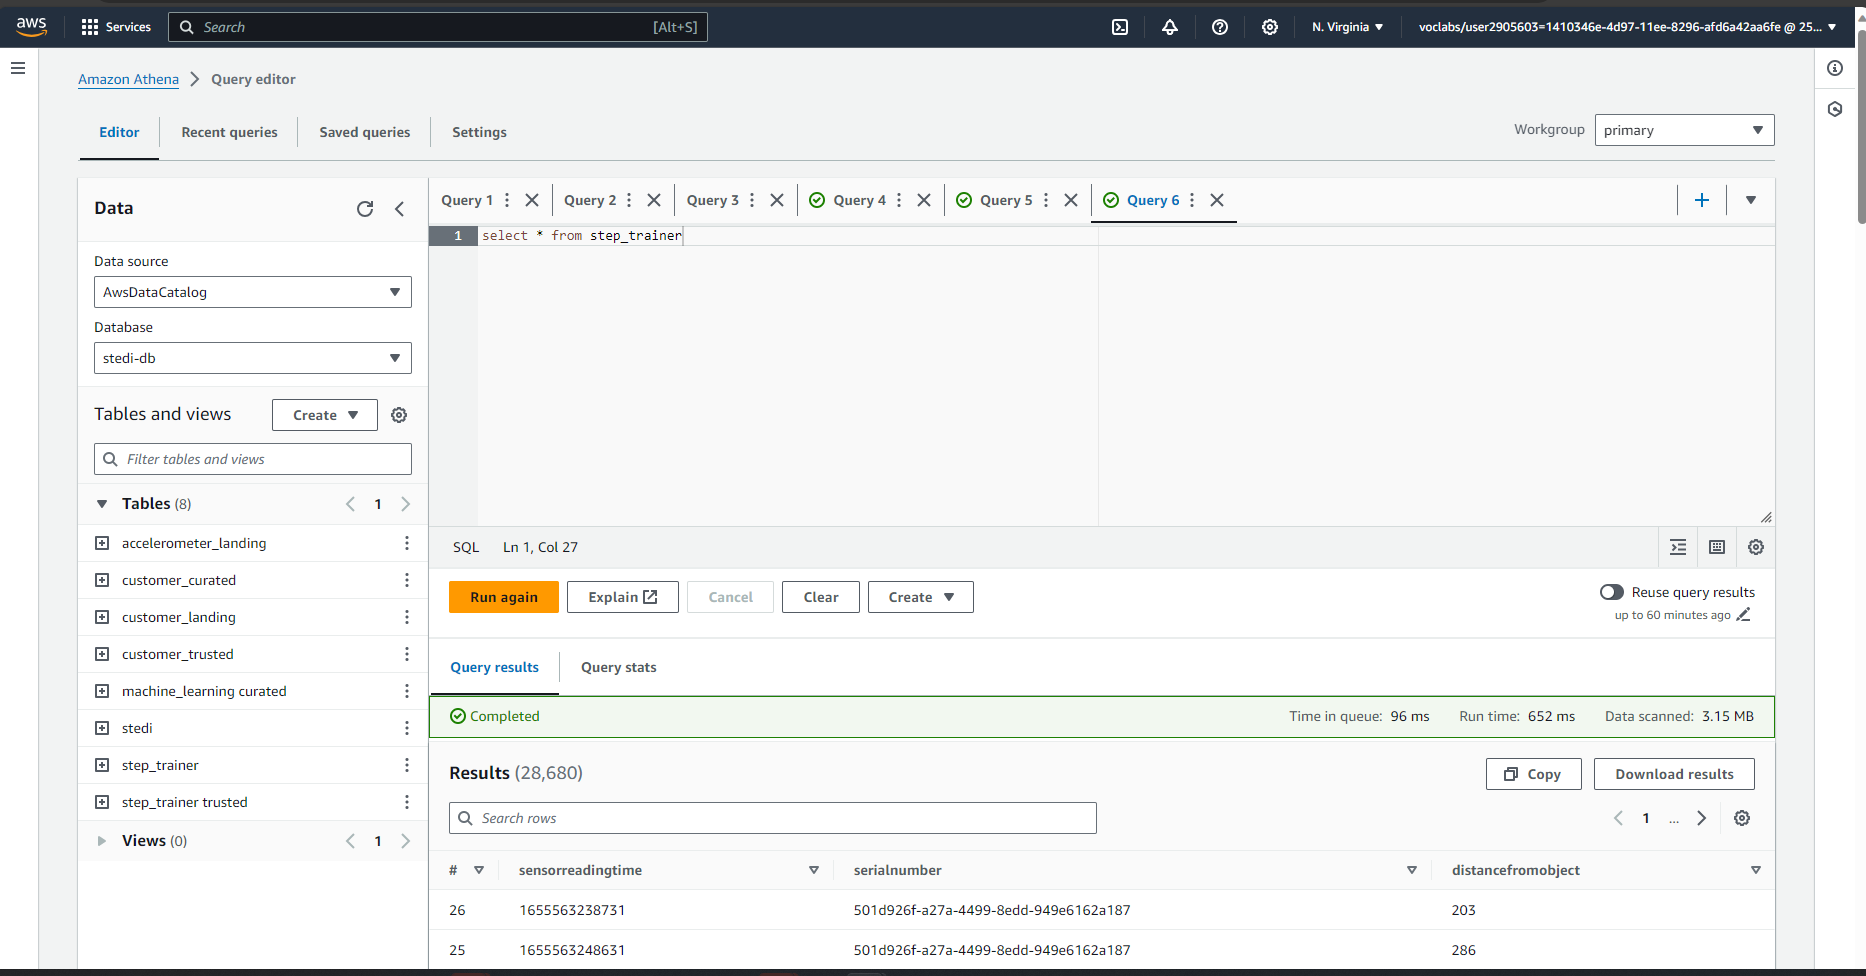 aws Services Search [Alt+S] N. Virginia voclabs/user2905603=1410346e-4d97-11ee-8296-afd6a42aa6fe @ 25...
Amazon Athena Query editor
Editor Recent queries Saved queries Settings Workgroup primary
Data
Data source
AwsDataCatalog
Database
stedi-db
Tables and views Create
Filter tables and views
Tables (8) 1
accelerometer_landing
customer_curated
customer_landing
customer_trusted
machine_learning curated
stedi
step_trainer
step_trainer trusted
Views (0) 1
Query 1 Query 2 Query 3 Query 4 Query 5 Query 6
1 select * from step_trainer
SQL Ln 1, Col 27
Run again Explain Cancel Clear Create Reuse query results
up to 60 minutes ago
Query results Query stats
Completed Time in queue: 96 ms Run time: 652 ms Data scanned: 3.15 MB
Results (28,680) Copy Download results
Search rows 1 ...
# sensorreadingtime serialnumber distancefromobject
26 1655563238731 501d926f-a27a-4499-8edd-949e6162a187 203
25 1655563248631 501d926f-a27a-4499-8edd-949e6162a187 286